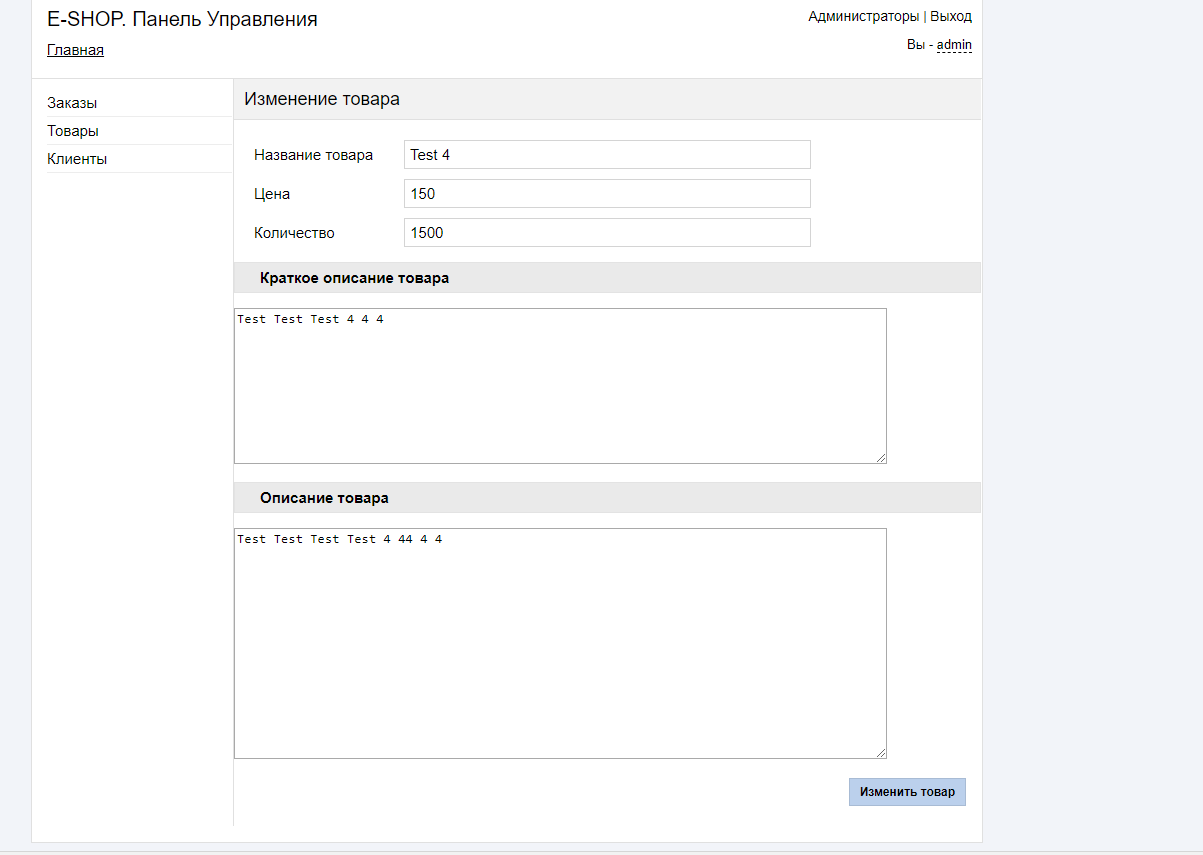 E-SHOP. Панель Управления
Администраторы | Выход
Главная
Вы - admin
Заказы
Товары
Клиенты
Изменение товара
Название товара Test 4
Цена 150
Количество 1500
Краткое описание товара
Test Test Test 4 4 4
Описание товара
Test Test Test Test 4 44 4 4
Изменить товар